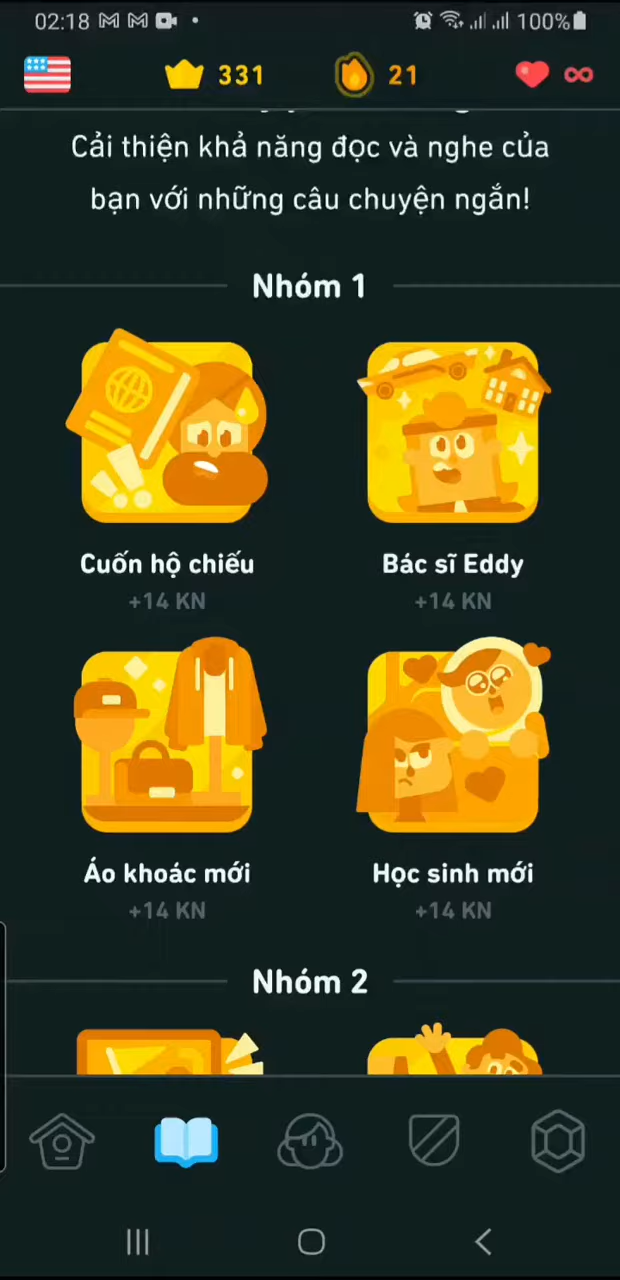 02:18
100%
331
21
Cải thiện khả năng đọc và nghe của
bạn với những câu chuyện ngắn!
Nhóm 1
Cuốn hộ chiếu
Bác sĩ Eddy
+14 KN
+14 KN
Áo khoác mới
Học sinh mới
+14 KN
+14 KN
Nhóm 2